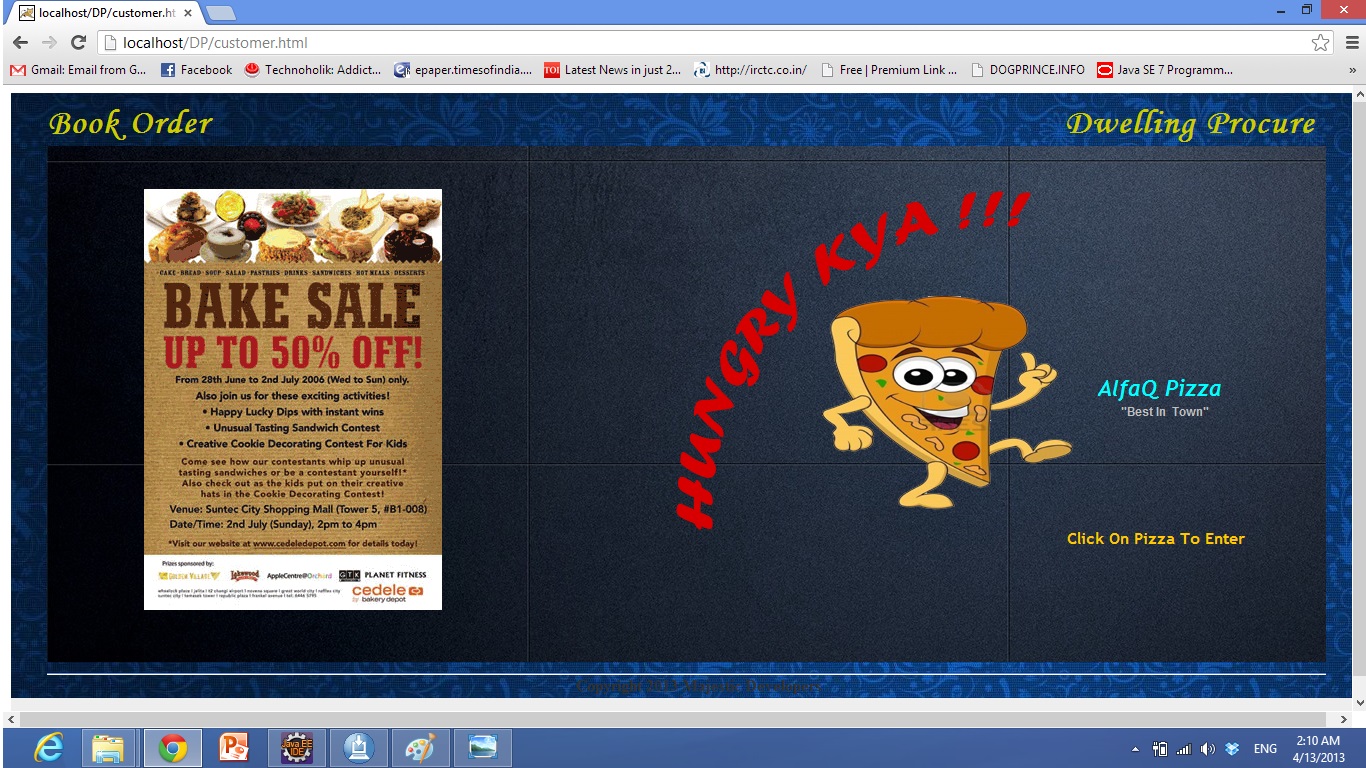 localhost/DP/customer.ht
localhost/DP/customer.html
Gmail: Email from G...
Facebook
Technoholik: Addict...
epaper.timesofindia....
TOI
Latest News in just 2...
http://irctc.co.in/
Free | Premium Link ...
DOGPRINCE.INFO
Java SE 7 Programm...
»
Book Order
Dwelling Procure
CAKE · BREAD · SOUP · SALAD · PASTRIES · DRINKS · SANDWICHES · HOT MEALS · DESSERTS
BAKE SALE
UP TO 50% OFF!
From 28th June to 2nd July 2006 (Wed to Sun) only.
Also join us for these exciting activities!
• Happy Lucky Dips with instant wins
• Unusual Tasting Sandwich Contest
• Creative Cookie Decorating Contest For Kids
Come see how our contestants whip up unusual
tasting sandwiches or be a contestant yourself!*
Also check out as the kids put on their creative
hats in the Cookie Decorating Contest!
Venue: Suntec City Shopping Mall (Tower 5, #B1-008)
Date/Time: 2nd July (Sunday), 2pm to 4pm
*Visit our website at www.cedeledepot.com for details today!
Prizes sponsored by:
GOLDEN VILLAGE
Lakewood
AppleCentre@Orchard
GTK
PLANET FITNESS
cedele
by bakery depot
HUNGRY KYA !!!
AlfaQ Pizza
"Best In Town"
Click On Pizza To Enter
Java EE
IDE
ENG
2:10 AM
4/13/2013